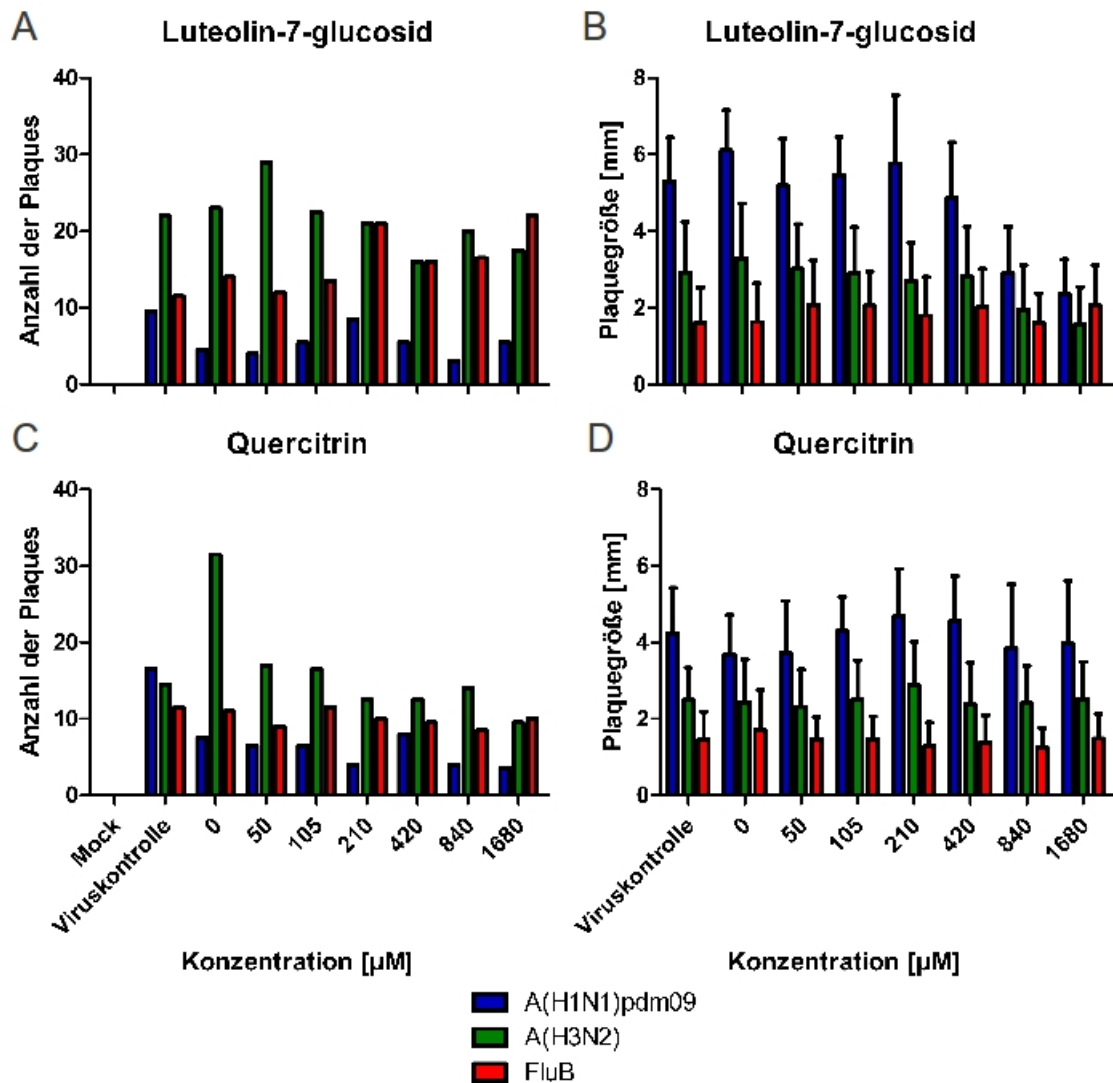 A
Luteolin-7-glucosid
Anzahl der Plaques
40
30
20
10
0
B
Luteolin-7-glucosid
Plaquegröße [mm]
8
6
4
2
0
C
Quercitrin
Anzahl der Plaques
40
30
20
10
0
Mock
Viruskontrolle
0
50
105
210
420
840
1680
Konzentration [µM]
D
Quercitrin
Plaquegröße [mm]
8
6
4
2
0
Viruskontrolle
0
50
105
210
420
840
1680
Konzentration [µM]
A(H1N1)pdm09
A(H3N2)
FluB